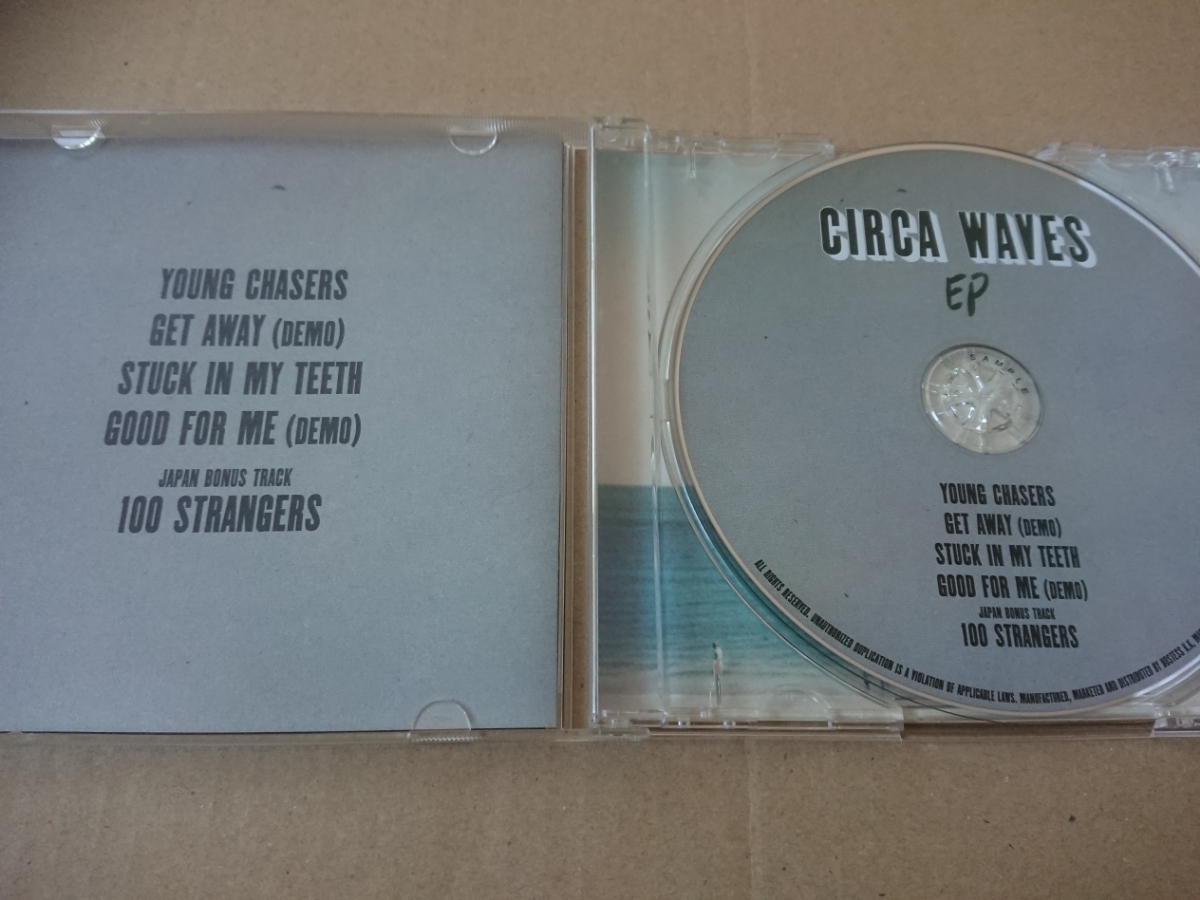 YOUNG CHASERS
GET AWAY (DEMO)
STUCK IN MY TEETH
GOOD FOR ME (DEMO)
JAPAN BONUS TRACK
100 STRANGERS
CIRCA WAVES
EP
SAMPLE
YOUNG CHASERS
GET AWAY (DEMO)
STUCK IN MY TEETH
GOOD FOR ME (DEMO)
JAPAN BONUS TRACK
100 STRANGERS
ALL RIGHTS RESERVED. UNAUTHORIZED DUPLICATION IS A VIOLATION OF APPLICABLE LAWS. MANUFACTURED, MARKETED AND DISTRIBUTED BY HOSTESS K.K.